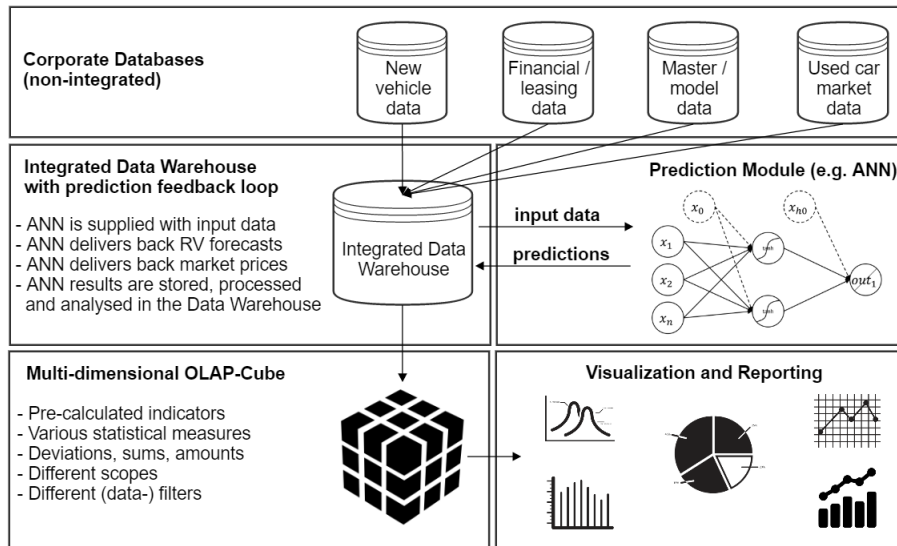 Corporate Databases
(non-integrated)
New
vehicle
data
Financial /
leasing
data
Master /
model
data
Used car
market
data
Integrated Data Warehouse
with prediction feedback loop
- ANN is supplied with input data
- ANN delivers back RV forecasts
- ANN delivers back market prices
- ANN results are stored, processed
and analysed in the Data Warehouse
Integrated Data
Warehouse
input data
predictions
Prediction Module (e.g. ANN)
x0
xh0
x1
x2
xn
out1
Multi-dimensional OLAP-Cube
- Pre-calculated indicators
- Various statistical measures
- Deviations, sums, amounts
- Different scopes
- Different (data-) filters
Visualization and Reporting